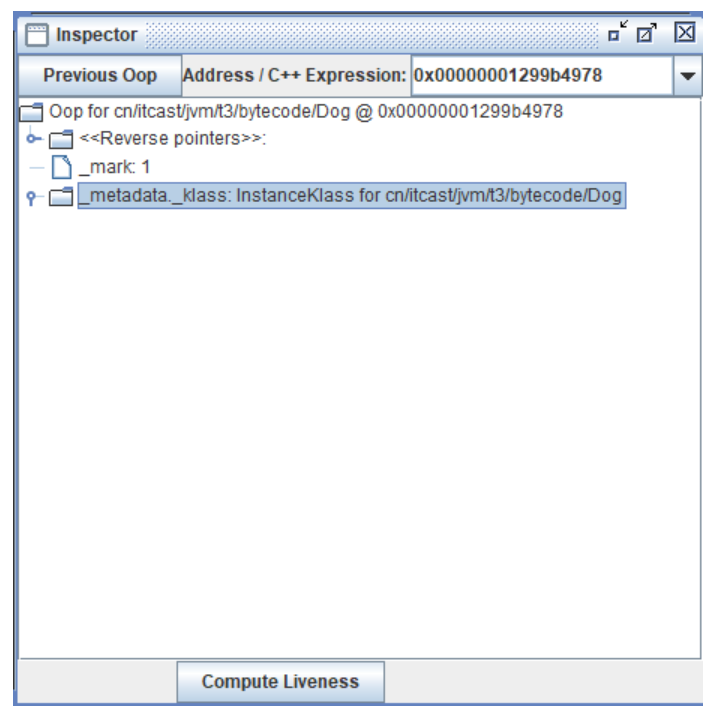 Inspector
Previous Oop Address / C++ Expression: 0x00000001299b4978
Oop for cn/itcast/jvm/t3/bytecode/Dog @ 0x00000001299b4978
<<Reverse pointers>>:
_mark: 1
_metadata._klass: InstanceKlass for cn/itcast/jvm/t3/bytecode/Dog
Compute Liveness